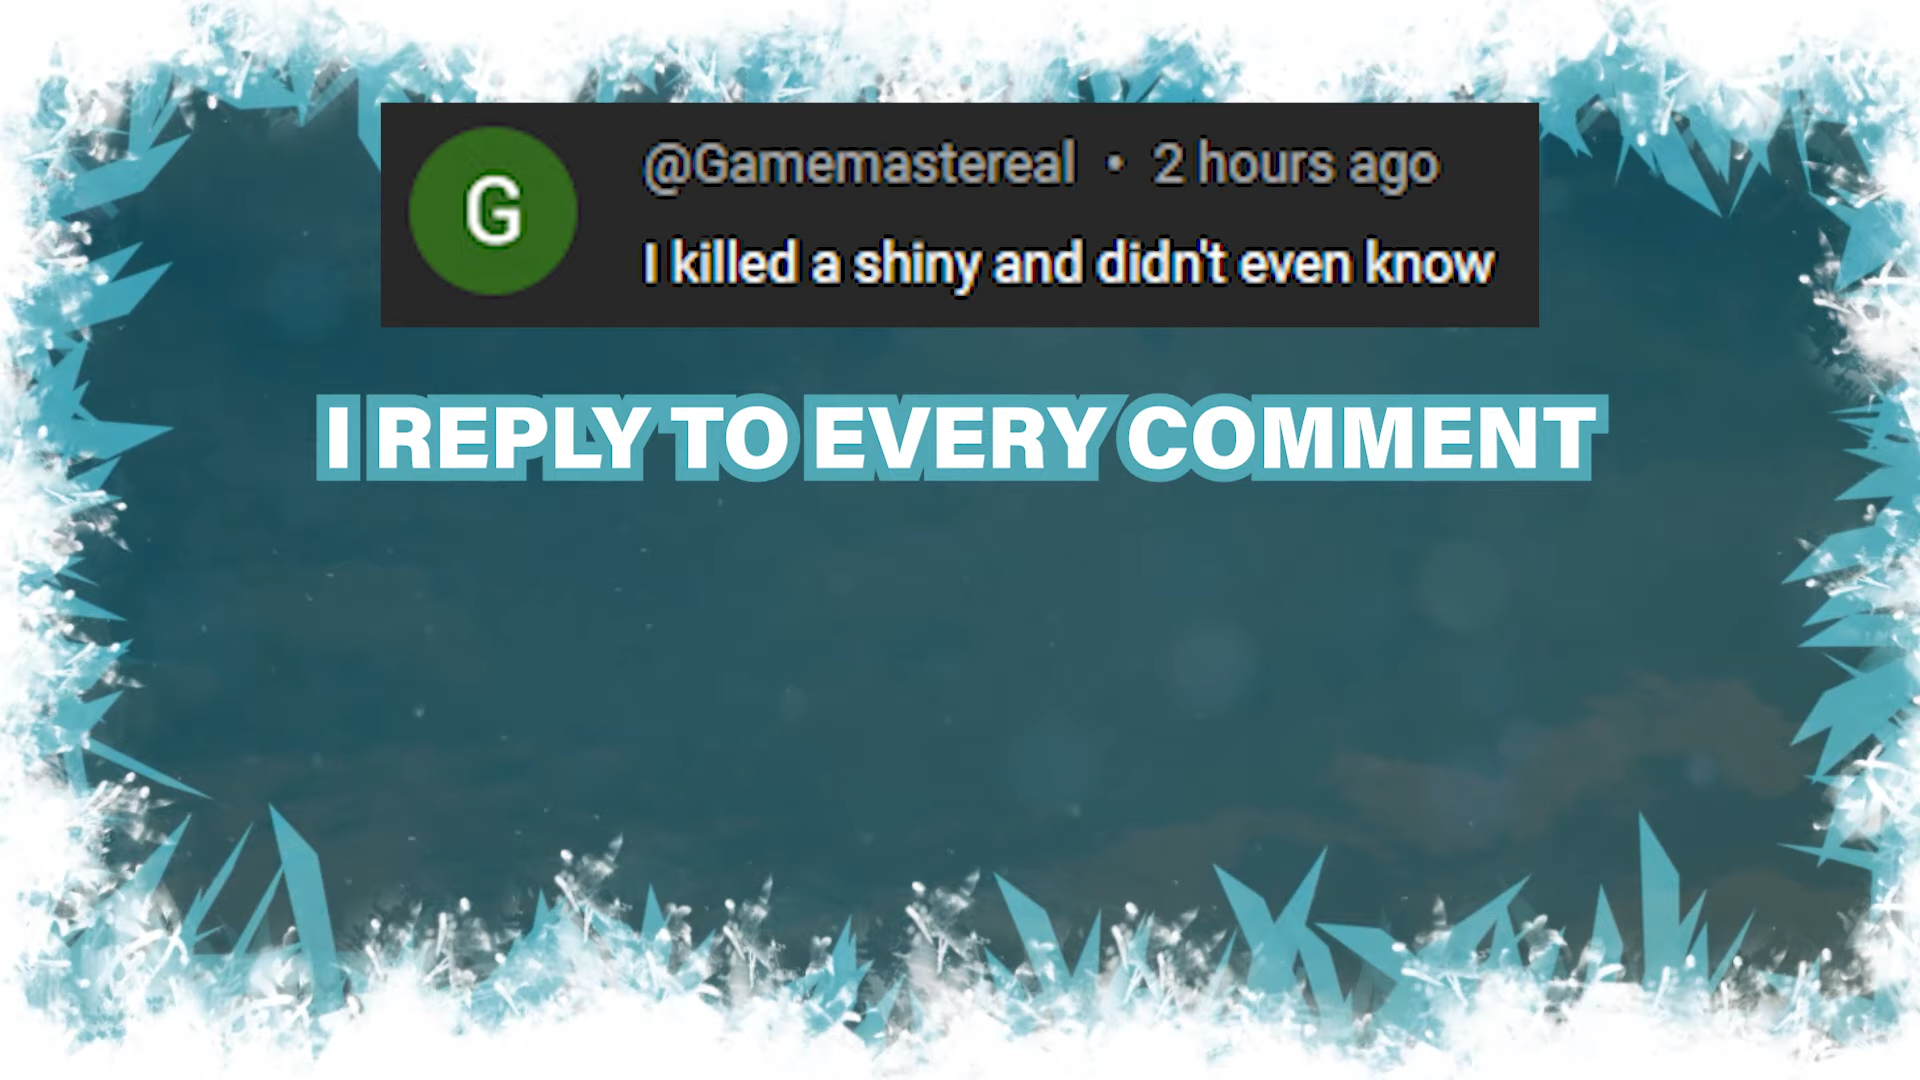 G
@Gamemastereal • 2 hours ago
I killed a shiny and didn't even know
I REPLY TO EVERY COMMENT